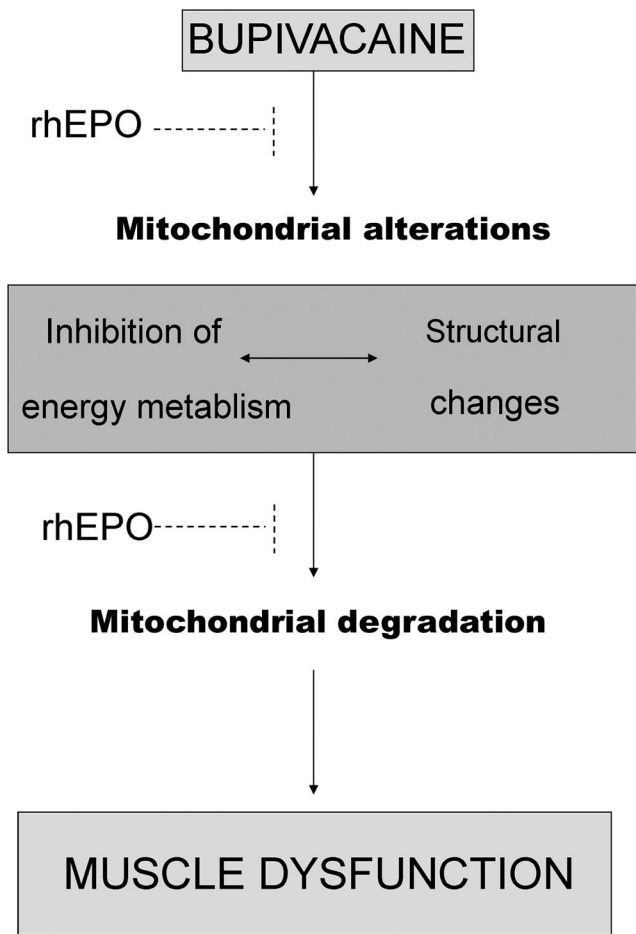 BUPIVACAINE
rhEPO
Mitochondrial alterations
Inhibition of
energy metablism
Structural
changes
rhEPO
Mitochondrial degradation
MUSCLE DYSFUNCTION